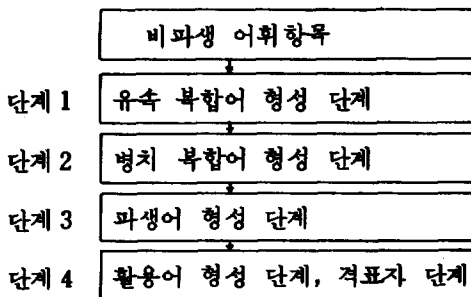 비파생 어휘항목
단계 1 유속 복합어 형성 단계
단계 2 병치 복합어 형성 단계
단계 3 파생어 형성 단계
단계 4 활용어 형성 단계, 격표자 단계